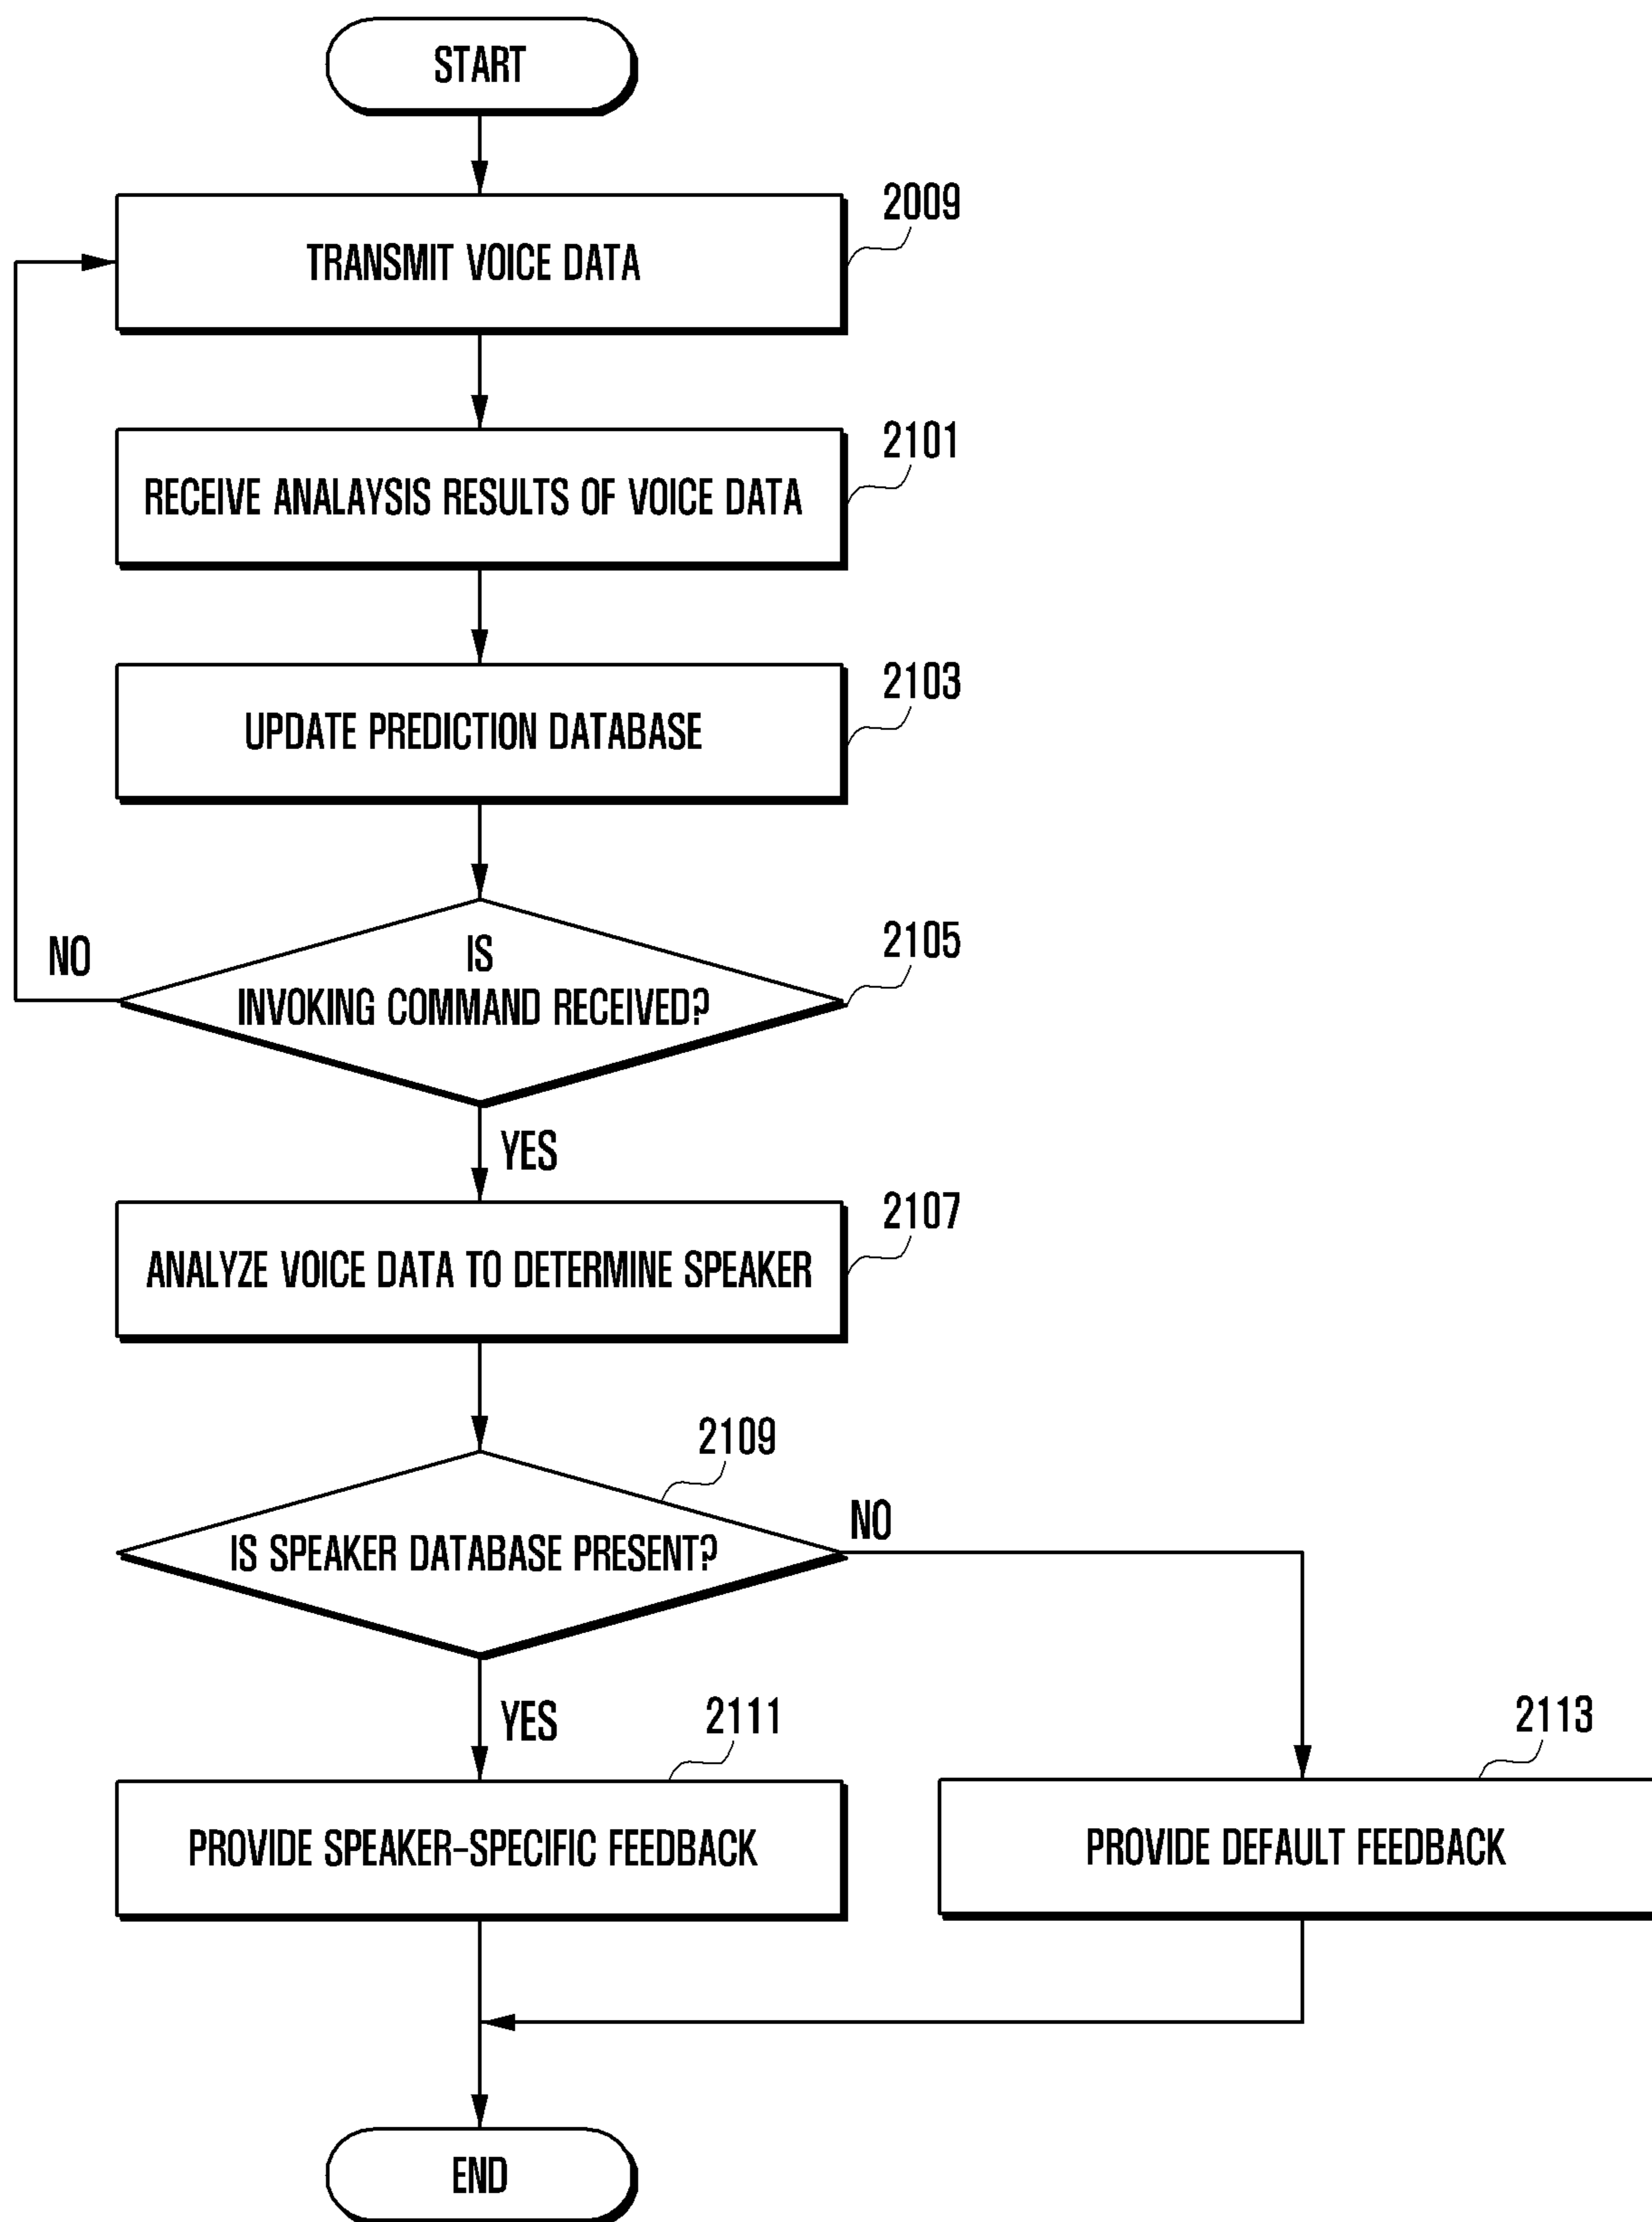 START
2009
TRANSMIT VOICE DATA
2101
RECEIVE ANALAYSIS RESULTS OF VOICE DATA
2103
UPDATE PREDICTION DATABASE
2105
IS
INVOKING COMMAND RECEIVED?
NO
YES
2107
ANALYZE VOICE DATA TO DETERMINE SPEAKER
2109
IS SPEAKER DATABASE PRESENT?
NO
YES
2111
2113
PROVIDE SPEAKER-SPECIFIC FEEDBACK
PROVIDE DEFAULT FEEDBACK
END